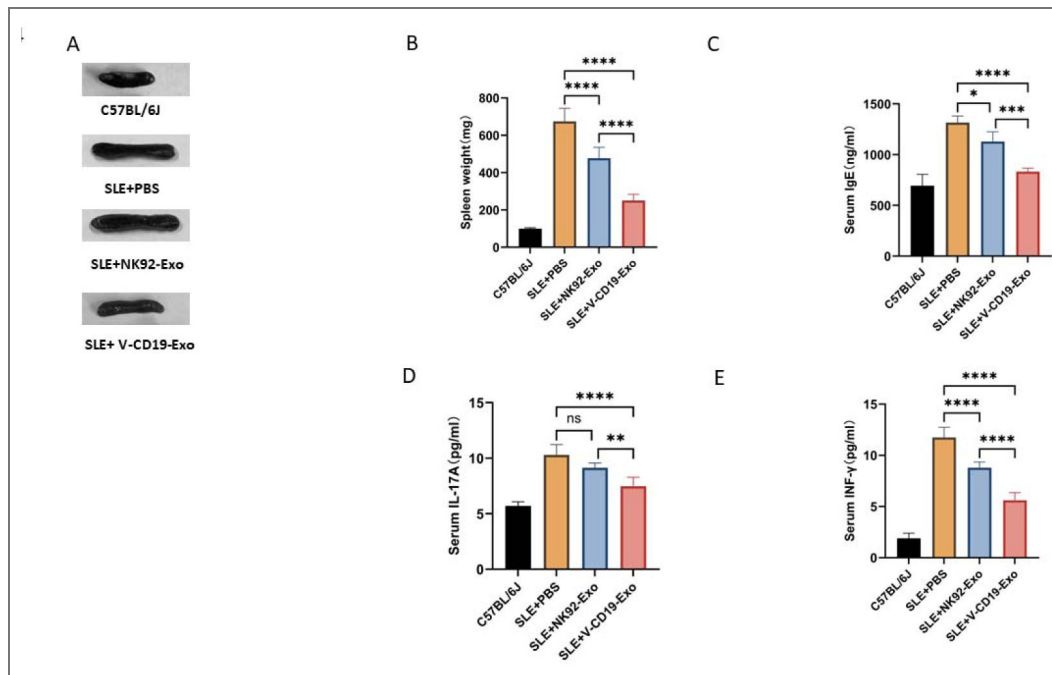 A
C57BL/6J
SLE+PBS
SLE+NK92-Exo
SLE+ V-CD19-Exo
B
****
****
****
800
600
400
200
0
Spleen weight(mg)
C57BL/6J
SLE+PBS
SLE+NK92-Exo
SLE+V-CD19-Exo
C
****
*
***
1500
1000
500
0
Serum IgE(ng/ml)
C57BL/6J
SLE+PBS
SLE+NK92-Exo
SLE+V-CD19-Exo
D
****
ns
**
15
10
5
0
Serum IL-17A(pg/ml)
C57BL/6J
SLE+PBS
SLE+NK92-Exo
SLE+V-CD19-Exo
E
****
****
****
15
10
5
0
Serum INF-γ(pg/ml)
C57BL/6J
SLE+PBS
SLE+NK92-Exo
SLE+V-CD19-Exo